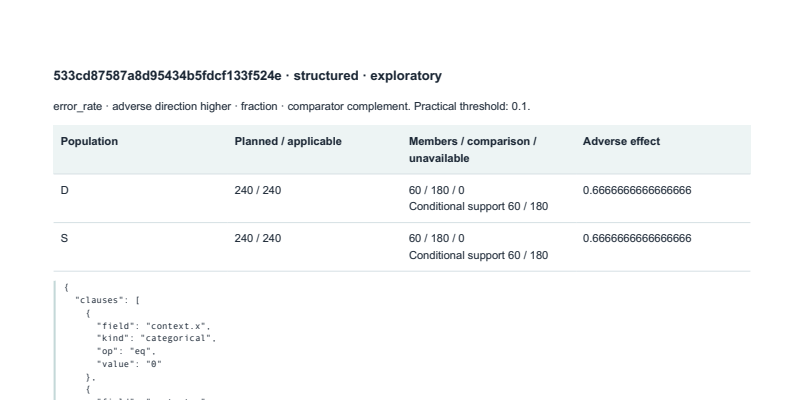 533cd87587a8d95434b5fdcf133f524e · structured · exploratory
error_rate · adverse direction higher · fraction · comparator complement. Practical threshold: 0.1.
Population Planned / applicable Members / comparison / unavailable Adverse effect
D 240 / 240 60 / 180 / 0 0.6666666666666666
Conditional support 60 / 180
S 240 / 240 60 / 180 / 0 0.6666666666666666
Conditional support 60 / 180
{
"clauses": [
{
"field": "context.x",
"kind": "categorical",
"op": "eq",
"value": "0"
},
{